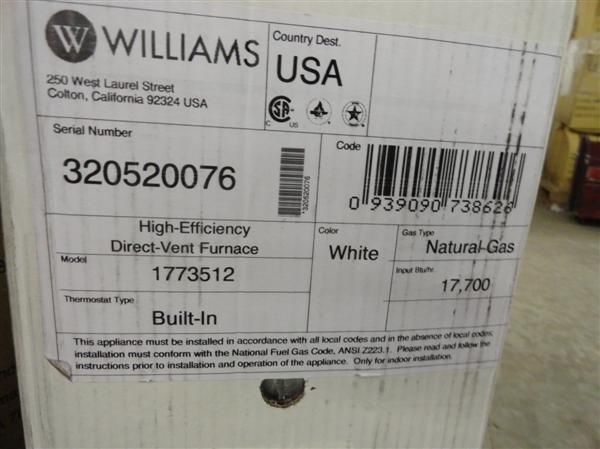 W WILLIAMS
250 West Laurel Street
Colton, California 92324 USA
Country Dest.
USA
C US
Serial Number
320520076
*320520076
Code
0 939090 738626
High-Efficiency
Direct-Vent Furnace
Color
White
Gas Type
Natural Gas
Model
1773512
Input Btu/hr.
17,700
Thermostat Type
Built-In
This appliance must be installed in accordance with all local codes and in the absence of local codes,
installation must conform with the National Fuel Gas Code, ANSI Z223.1. Please read and follow the
instructions prior to installation and operation of the appliance. Only for indoor installation.